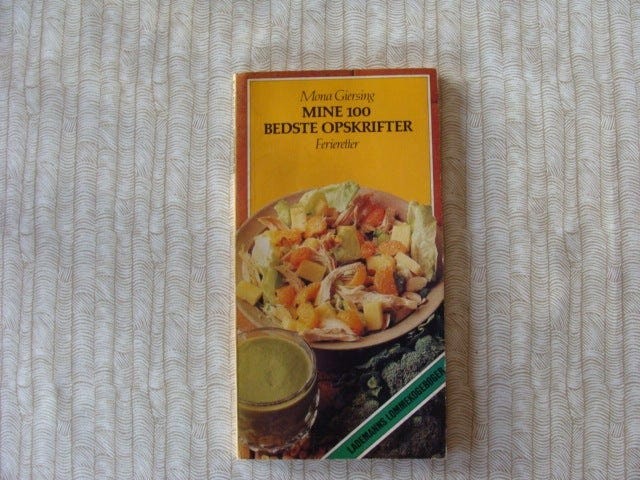 Mona Giersing
MINE 100
BEDSTE OPSKRIFTER
Ferieretter
LADEMANNS LOMMEKOGEBØGER